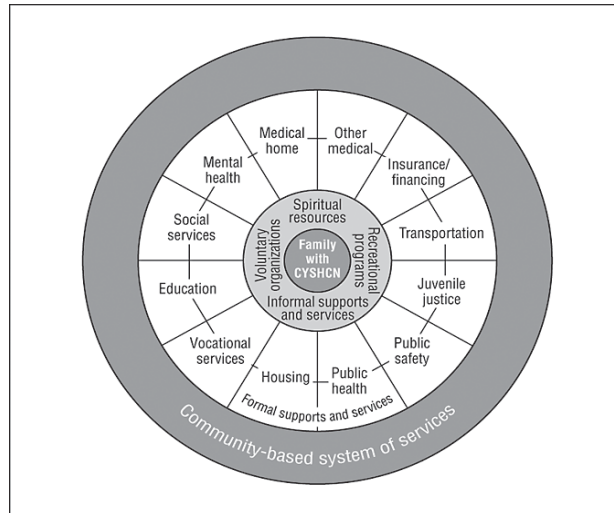 Medical
home
Other
medical
Mental
health
Insurance/
financing
Social
services
Transportation
Education
Juvenile
justice
Vocational
services
Public
safety
Housing
Public
health
Spiritual
resources
Voluntary
organizations
Recreational
programs
Family
with
CYSHCN
Informal supports
and services
Formal supports and services
Community-based system of services